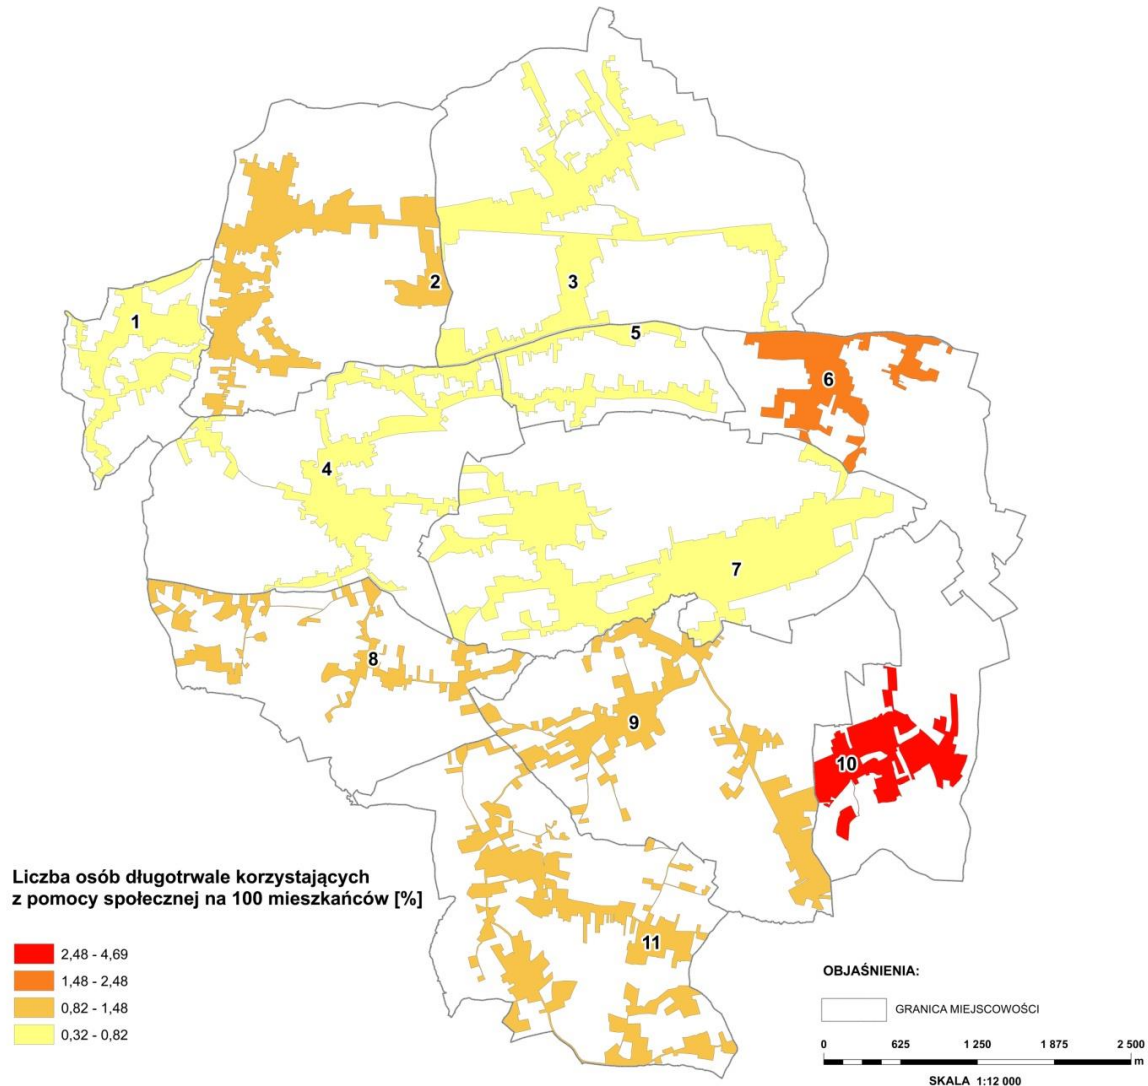 1
2
3
4
5
6
7
8
9
10
11
Liczba osób długotrwale korzystających
z pomocy społecznej na 100 mieszkańców [%]
2,48 - 4,69
1,48 - 2,48
0,82 - 1,48
0,32 - 0,82
OBJAŚNIENIA:
GRANICA MIEJSCOWOŚCI
0 625 1 250 1 875 2 500
m
SKALA 1:12 000